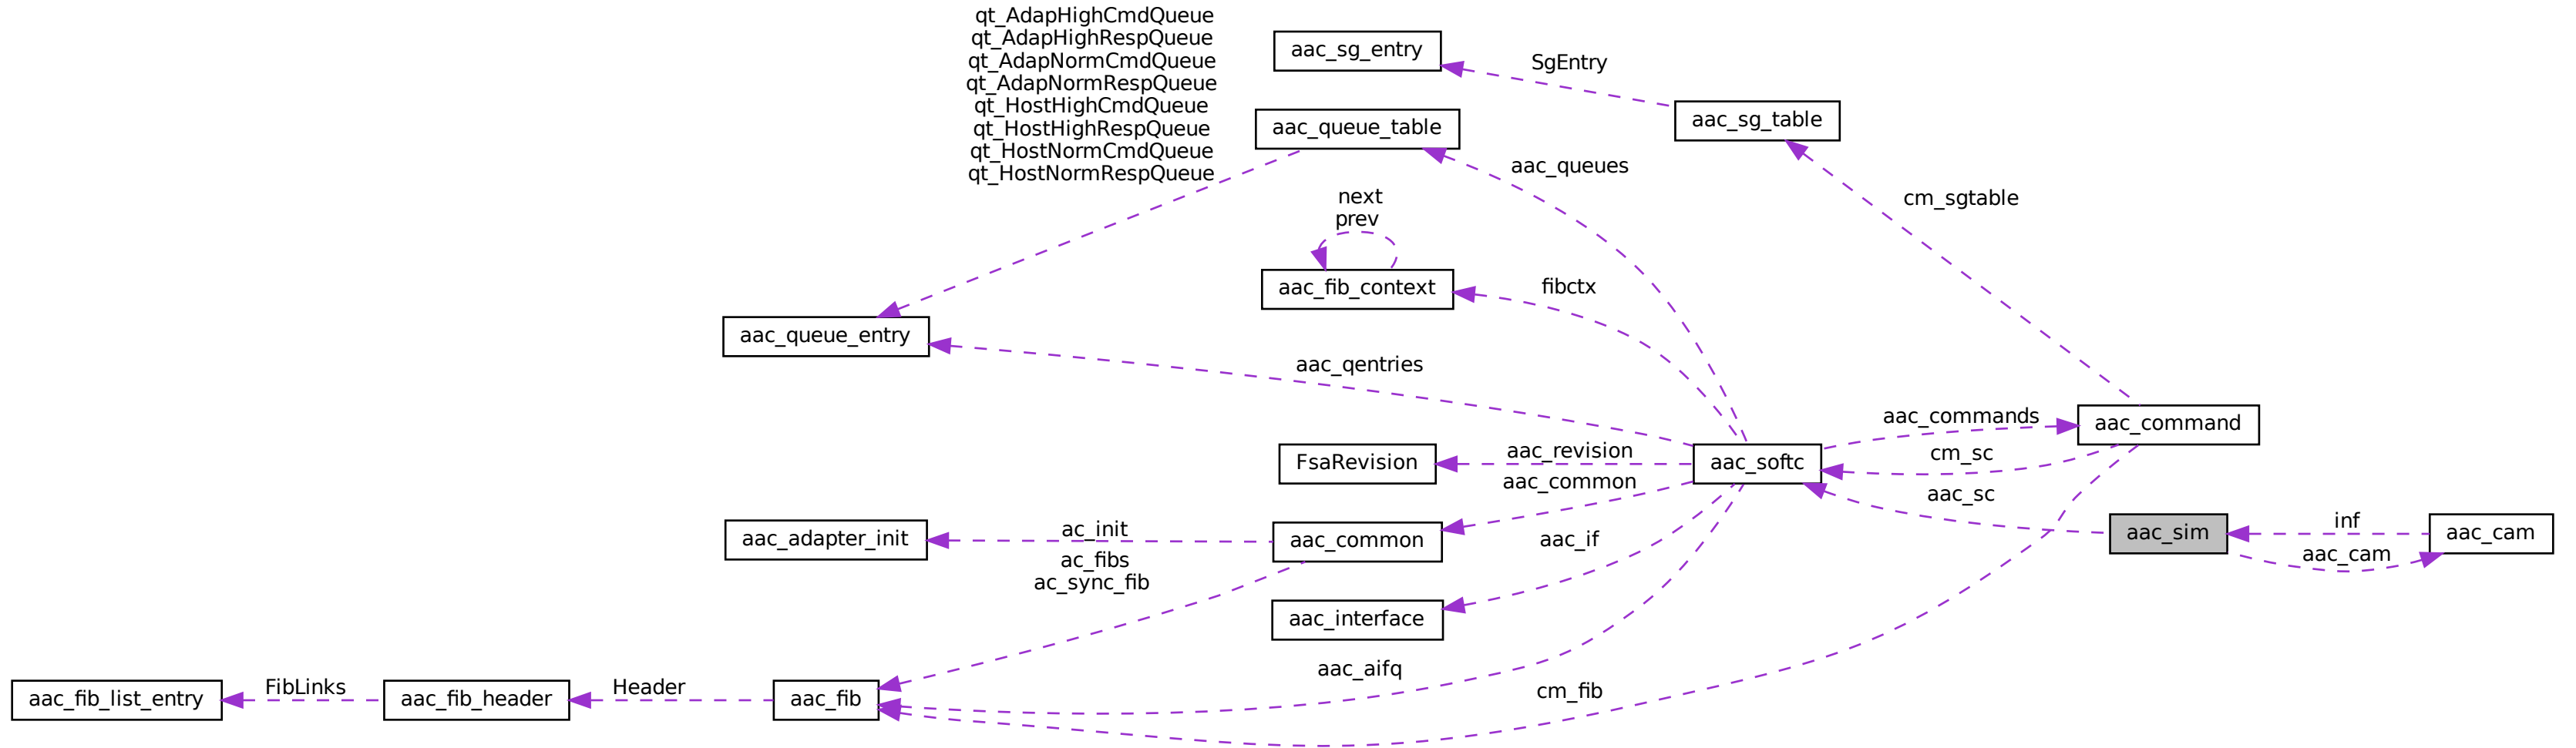 qt_AdapHighCmdQueue
qt_AdapHighRespQueue
qt_AdapNormCmdQueue
qt_AdapNormRespQueue
qt_HostHighCmdQueue
qt_HostHighRespQueue
qt_HostNormCmdQueue
qt_HostNormRespQueue
aac_sg_entry
SgEntry
aac_sg_table
aac_queue_table
aac_queues
next
prev
cm_sgtable
aac_fib_context
fibctx
aac_queue_entry
aac_qentries
aac_commands
aac_command
FsaRevision
aac_revision
aac_softc
cm_sc
aac_common
aac_sc
aac_adapter_init
ac_init
aac_common
aac_if
aac_sim
inf
aac_cam
aac_cam
ac_fibs
ac_sync_fib
aac_interface
aac_aifq
cm_fib
aac_fib_list_entry
FibLinks
aac_fib_header
Header
aac_fib